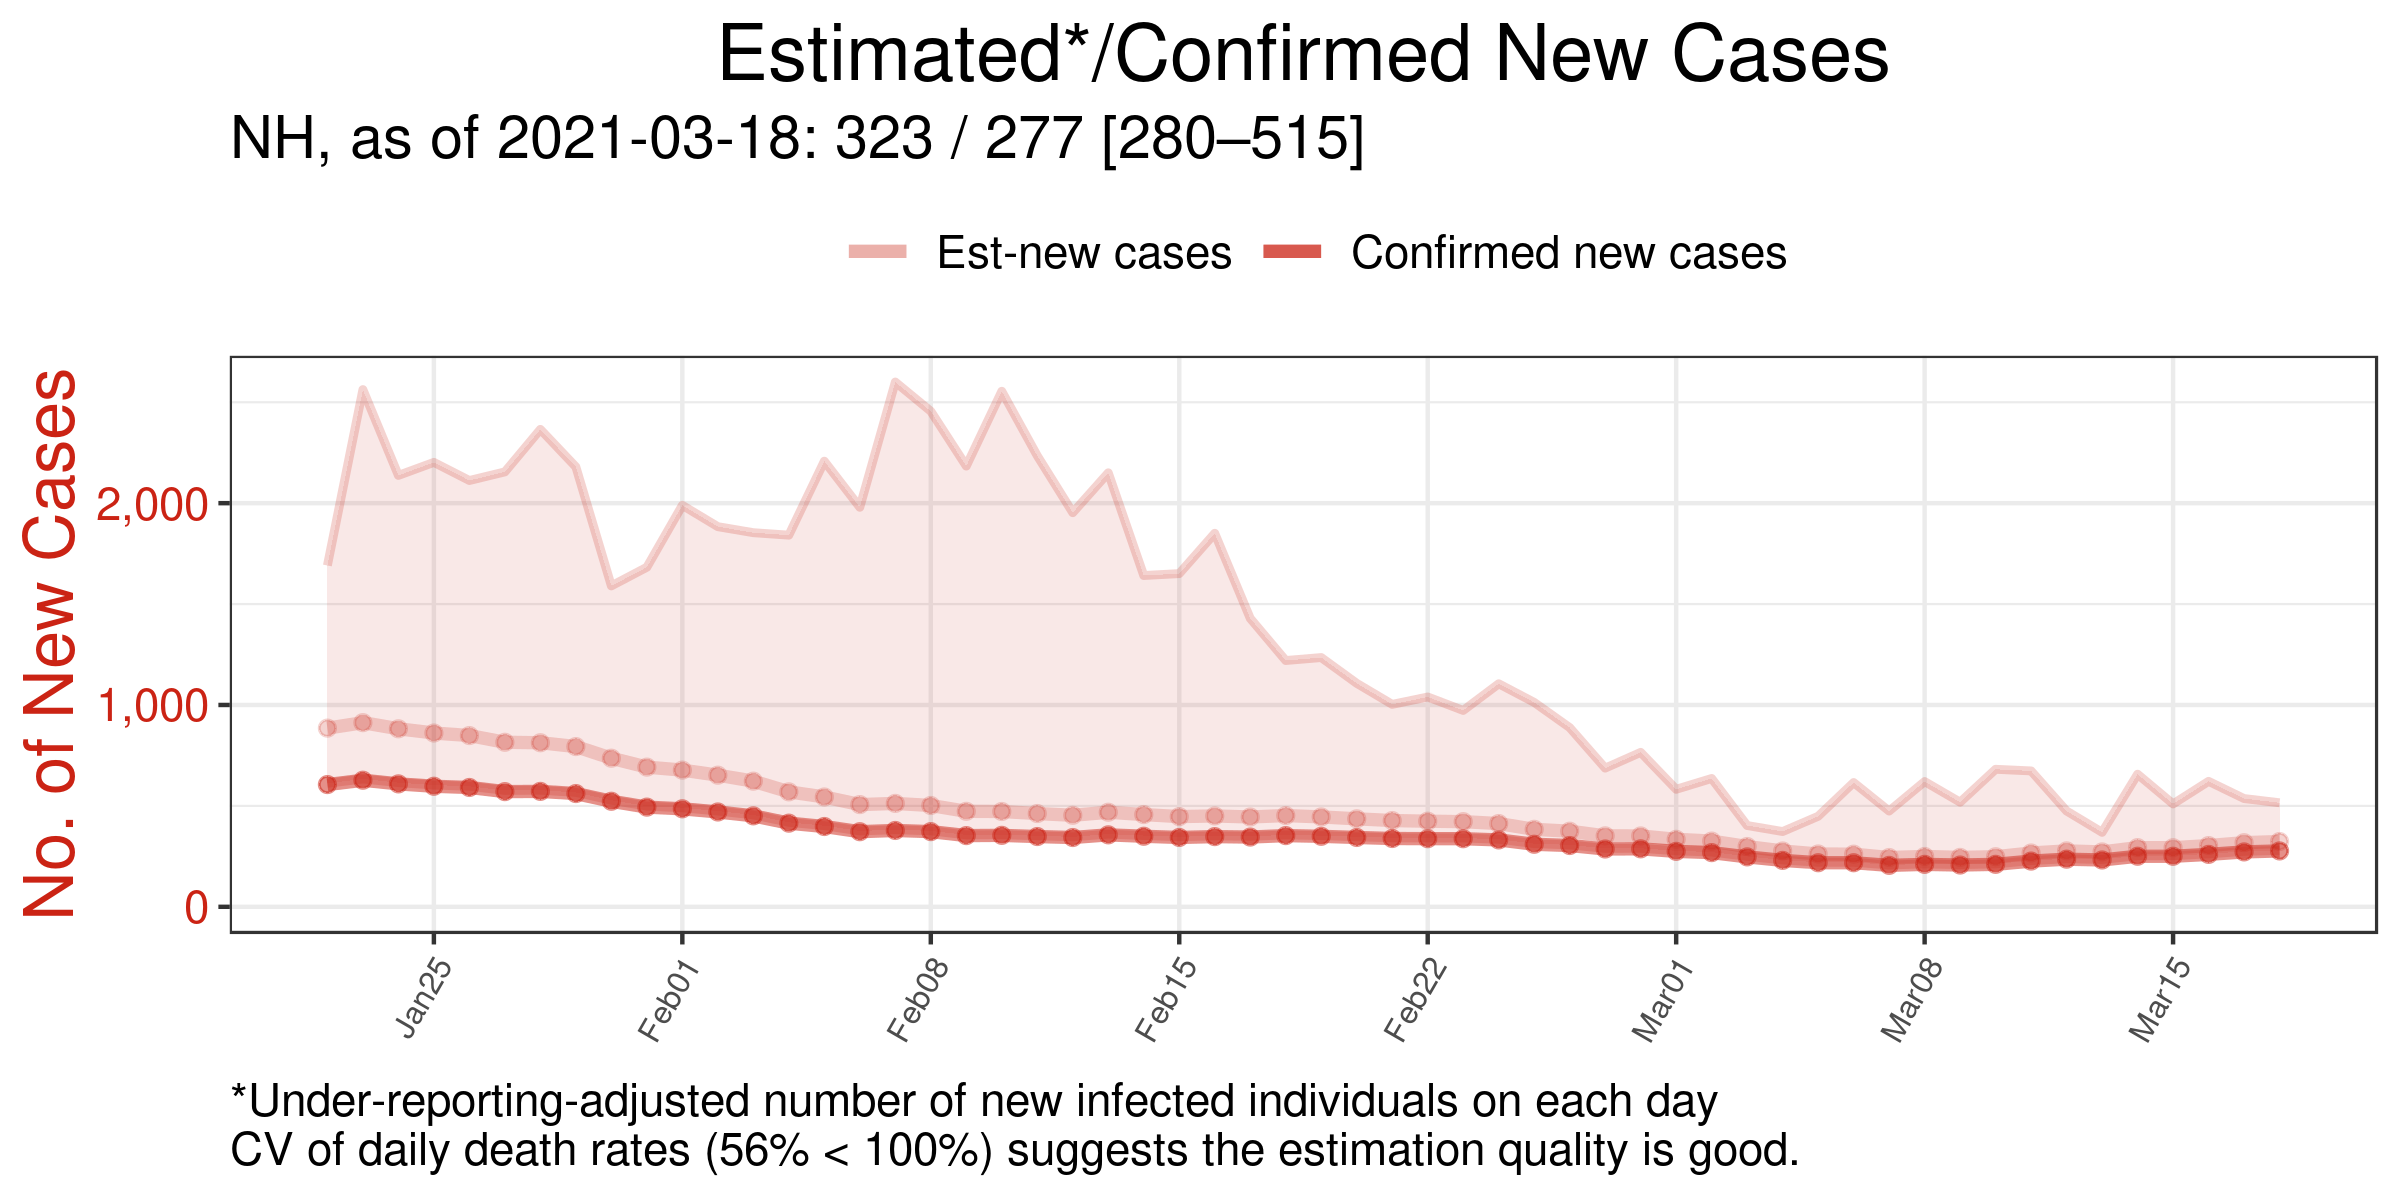 Estimated*/Confirmed New Cases
NH, as of 2021-03-18: 323 / 277 [280–515]
Est-new cases
Confirmed new cases
No. of New Cases
2,000
1,000
0
Jan25
Feb01
Feb08
Feb15
Feb22
Mar01
Mar08
Mar15
*Under-reporting-adjusted number of new infected individuals on each day
CV of daily death rates (56% < 100%) suggests the estimation quality is good.